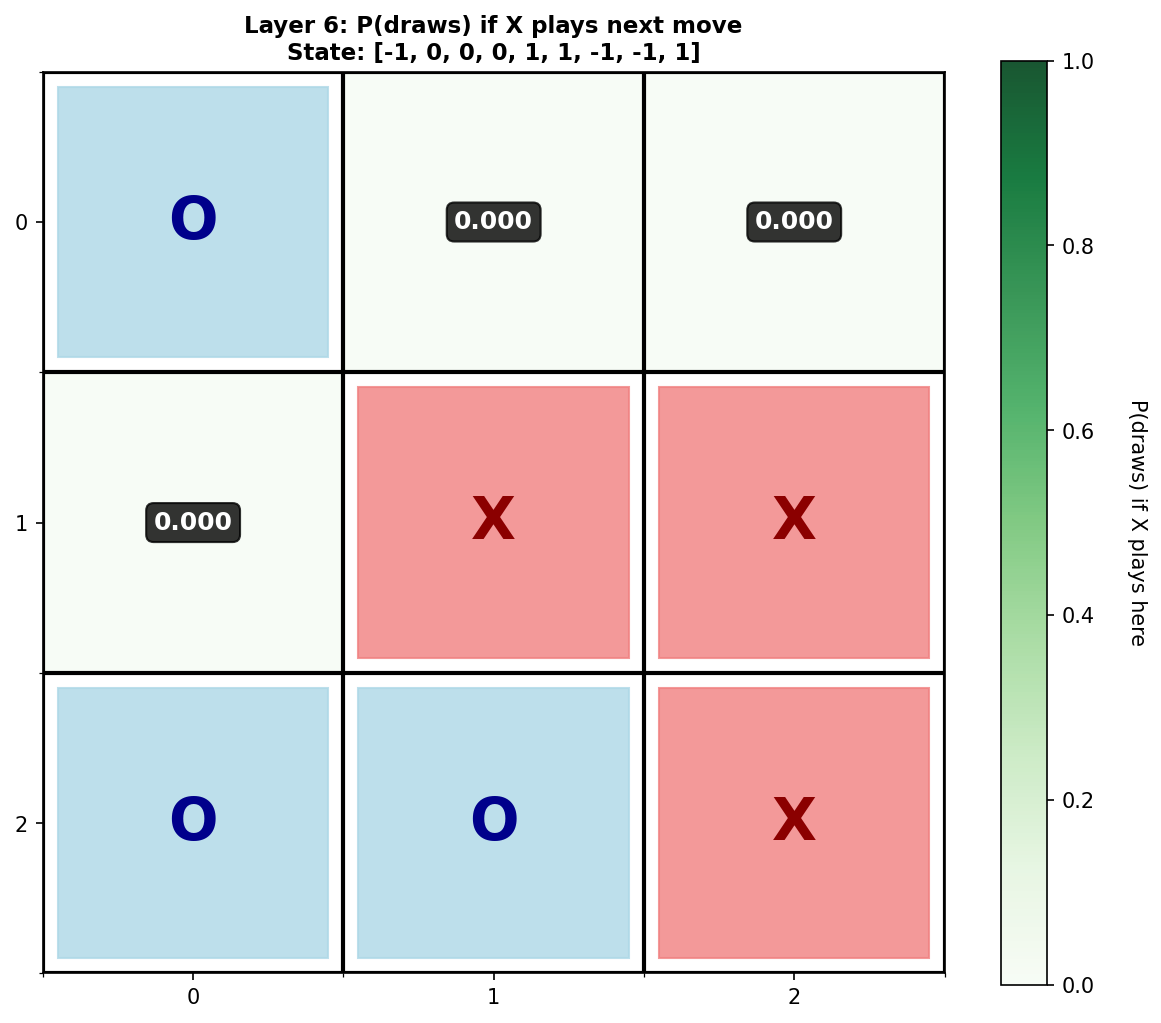 Layer 6: P(draws) if X plays next move
State: [-1, 0, 0, 0, 1, 1, -1, -1, 1]
0
O
0.000
0.000
1
0.000
X
X
2
O
O
X
0
1
2
1.0
0.8
0.6
0.4
0.2
0.0
P(draws) if X plays here